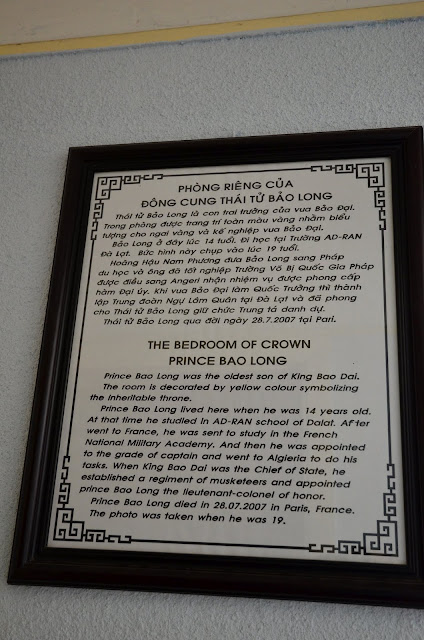 PHÒNG RIÊNG CỦA
ĐÔNG CUNG THÁI TỬ BẢO LONG
Thái tử Bảo Long là con trai trưởng của vua Bảo Đại.
Trong phòng được trang trí toàn màu vàng nhằm biểu
tượng cho ngai vàng và kế nghiệp vua Bảo Đại.
Bảo Long ở đây lúc 14 tuổi. Đi học tại Trường AD-RAN
Đà Lạt. Bức hình này chụp vào lúc 19 tuổi.
Hoàng Hậu Nam Phương đưa Bảo Long sang Pháp
du học và ông đã tốt nghiệp Trường Võ Bị Quốc Gia Pháp
được điều sang Angeri nhận nhiệm vụ được phong cấp
hàm Đại úy. Khi vua Bảo Đại làm Quốc Trưởng thì thành
lập Trung đoàn Ngự Lâm Quân tại Đà Lạt và đã phong
cho Thái Tử Bảo Long giữ chức Trung tá danh dự.
Thái tử Bảo Long qua đời ngày 28.7.2007 tại Pari.
THE BEDROOM OF CROWN
PRINCE BAO LONG
Prince Bao Long was the oldest son of King Bao Dai.
The room is decorated by yellow colour symbolizing
the inheritable throne.
Prince Bao Long lived here when he was 14 years old.
At that time he studied in AD-RAN school of Dalat. After
went to France, he was sent to study in the French
National Military Academy. And then he was appointed
to the grade of captain and went to Algieria to do his
tasks. When King Bao Dai was the Chief of State, he
established a regiment of musketeers and appointed
prince Bao Long the lieutenant-colonel of honor.
Prince Bao Long died in 28.07.2007 in Paris, France.
The photo was taken when he was 19.